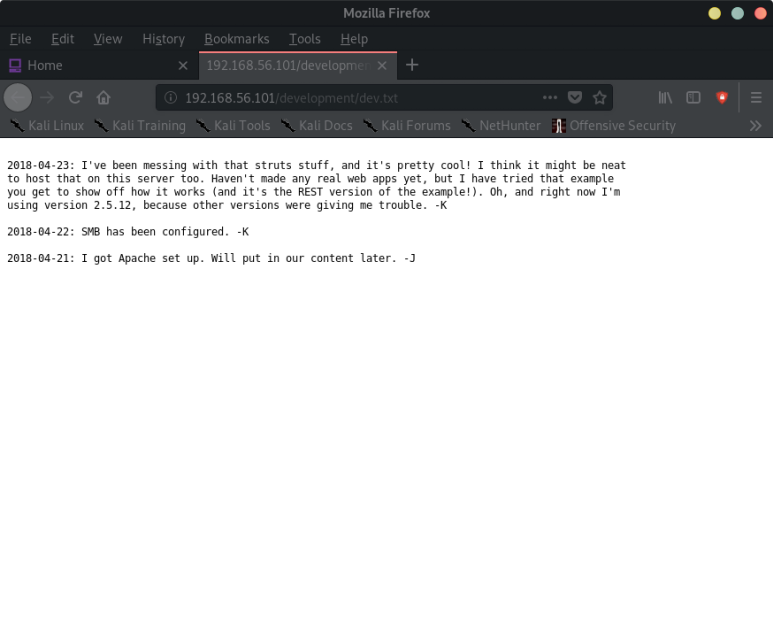 Mozilla Firefox
File Edit View History Bookmarks Tools Help
Home 192.168.56.101/developmen
192.168.56.101/development/dev.txt
Kali Linux Kali Training Kali Tools Kali Docs Kali Forums NetHunter Offensive Security
2018-04-23: I've been messing with that struts stuff, and it's pretty cool! I think it might be neat
to host that on this server too. Haven't made any real web apps yet, but I have tried that example
you get to show off how it works (and it's the REST version of the example!). Oh, and right now I'm
using version 2.5.12, because other versions were giving me trouble. -K
2018-04-22: SMB has been configured. -K
2018-04-21: I got Apache set up. Will put in our content later. -J